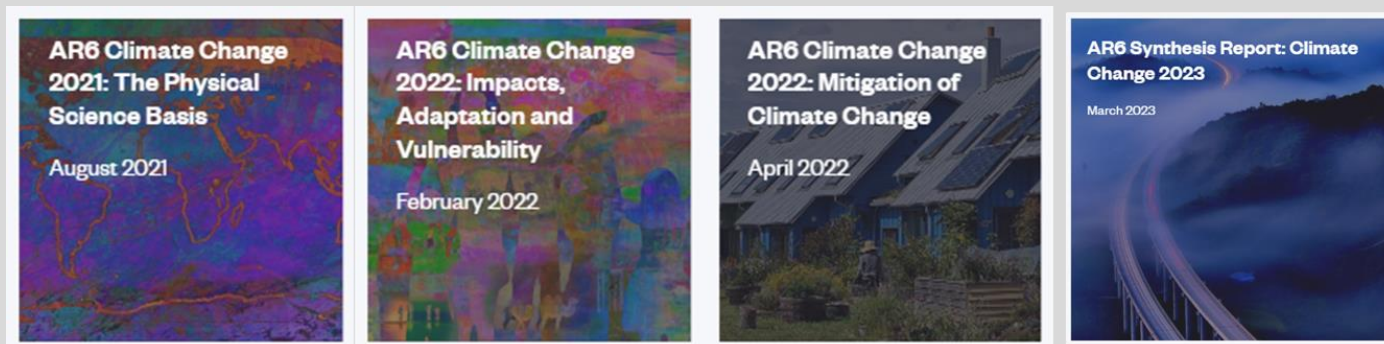 AR6 Climate Change
2021: The Physical
Science Basis
August 2021
AR6 Climate Change
2022: Impacts,
Adaptation and
Vulnerability
February 2022
AR6 Climate Change
2022: Mitigation of
Climate Change
April 2022
AR6 Synthesis Report: Climate
Change 2023
March 2023